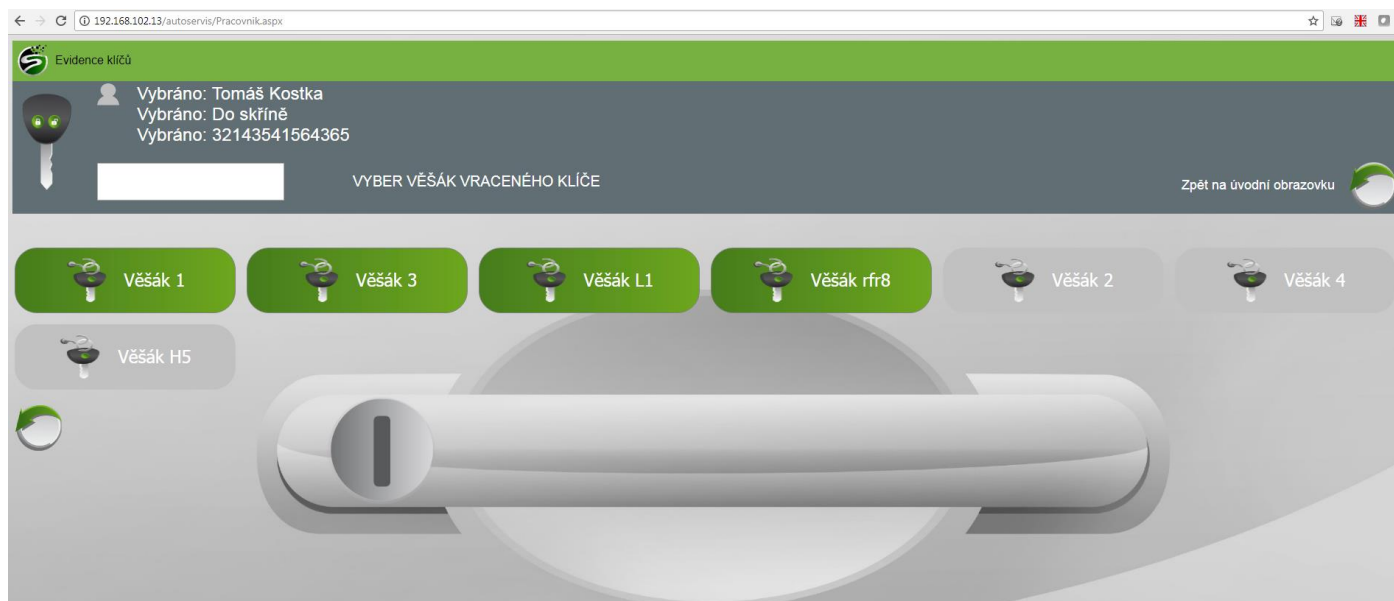 192.168.102.13/autoservis/Pracovnik.aspx
Evidence klíčů
Vybráno: Tomáš Kostka
Vybráno: Do skříně
Vybráno: 32143541564365
VYBER VĚŠÁK VRACENÉHO KLÍČE
Zpět na úvodní obrazovku
Věšák 1
Věšák 3
Věšák L1
Věšák rfr8
Věšák 2
Věšák 4
Věšák H5